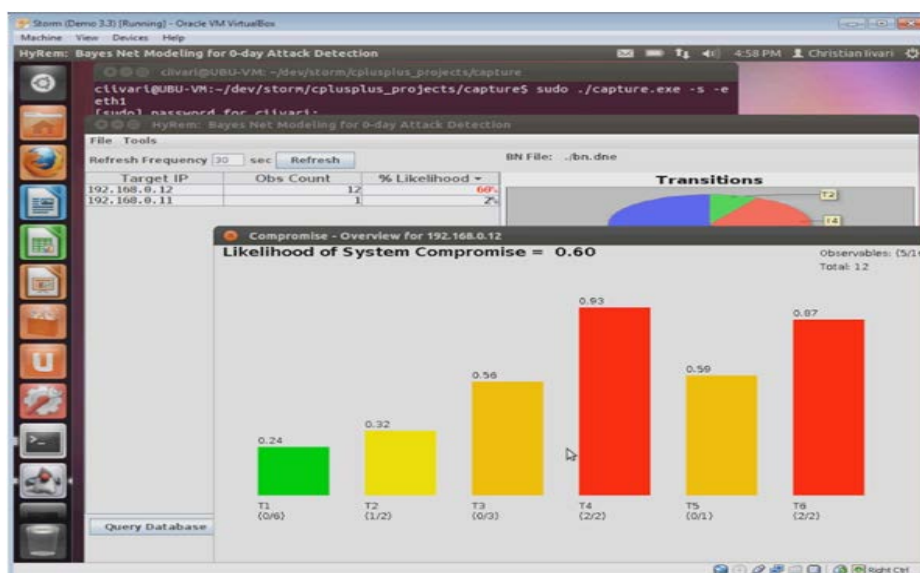 Storm (Demo 3.3) [Running] - Oracle VM VirtualBox
Machine View Devices Help
HyRem: Bayes Net Modeling for 0-day Attack Detection 4:58 PM Christian Iivari
ciivari@UBU-VM: ~/dev/storm/cplusplus_projects/capture
ciivari@UBU-VM:~/dev/storm/cplusplus_projects/capture$ sudo ./capture.exe -s -e
eth1
[sudo] password for ciivari:
HyRem: Bayes Net Modeling for 0-day Attack Detection
File Tools
Refresh Frequency 30 sec Refresh BN File: ./bn.dne
Target IP Obs Count % Likelihood
192.168.0.12 12 60%
192.168.0.11 1 2%
Transitions
T2
T4
Compromise - Overview for 192.168.0.12
Likelihood of System Compromise = 0.60
Observables: (5/1
Total: 12
0.24
0.32
0.56
0.93
0.59
0.87
T1 T2 T3 T4 T5 T6
(0/6) (1/2) (0/3) (2/2) (0/1) (2/2)
Query Database
Right Ctrl